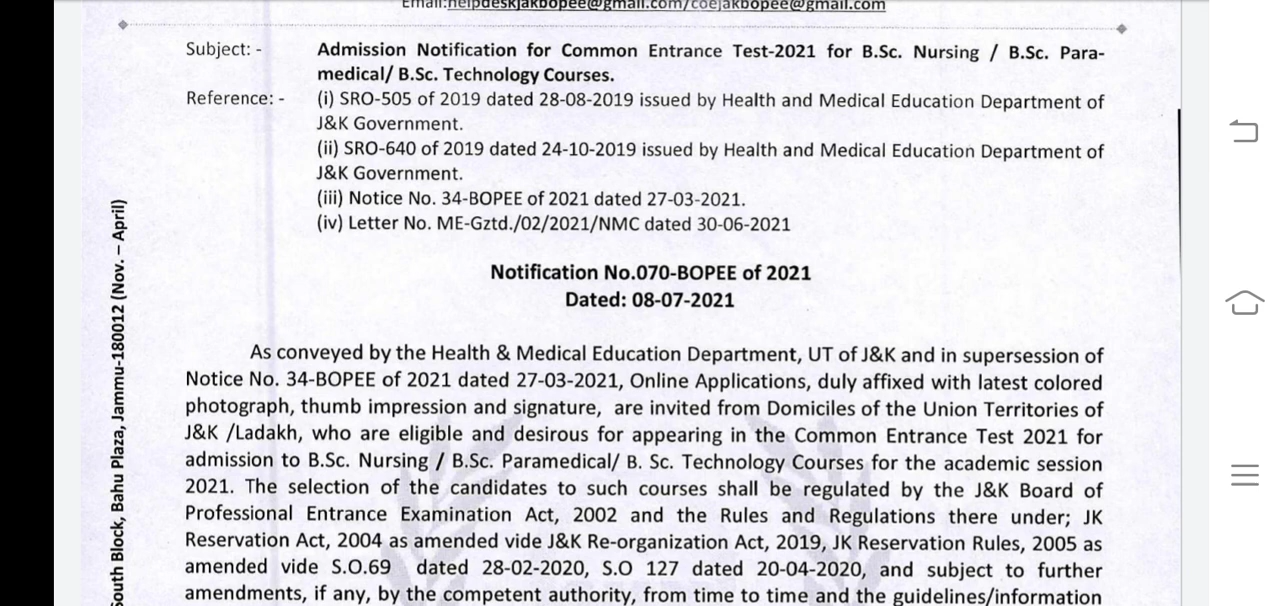 Email:helpdeskjakbopee@gmail.com/coejakbopee@gmail.com
Subject: - Admission Notification for Common Entrance Test-2021 for B.Sc. Nursing / B.Sc. Para-
medical/ B.Sc. Technology Courses.
Reference: - (i) SRO-505 of 2019 dated 28-08-2019 issued by Health and Medical Education Department of
J&K Government.
(ii) SRO-640 of 2019 dated 24-10-2019 issued by Health and Medical Education Department of
J&K Government.
(iii) Notice No. 34-BOPEE of 2021 dated 27-03-2021.
(iv) Letter No. ME-Gztd./02/2021/NMC dated 30-06-2021
Notification No.070-BOPEE of 2021
Dated: 08-07-2021
As conveyed by the Health & Medical Education Department, UT of J&K and in supersession of
Notice No. 34-BOPEE of 2021 dated 27-03-2021, Online Applications, duly affixed with latest colored
photograph, thumb impression and signature, are invited from Domiciles of the Union Territories of
J&K /Ladakh, who are eligible and desirous for appearing in the Common Entrance Test 2021 for
admission to B.Sc. Nursing / B.Sc. Paramedical/ B. Sc. Technology Courses for the academic session
2021. The selection of the candidates to such courses shall be regulated by the J&K Board of
Professional Entrance Examination Act, 2002 and the Rules and Regulations there under; JK
Reservation Act, 2004 as amended vide J&K Re-organization Act, 2019, JK Reservation Rules, 2005 as
amended vide S.O.69 dated 28-02-2020, S.O 127 dated 20-04-2020, and subject to further
amendments, if any, by the competent authority, from time to time and the guidelines/information
South Block, Bahu Plaza, Jammu-180012 (Nov. – April)